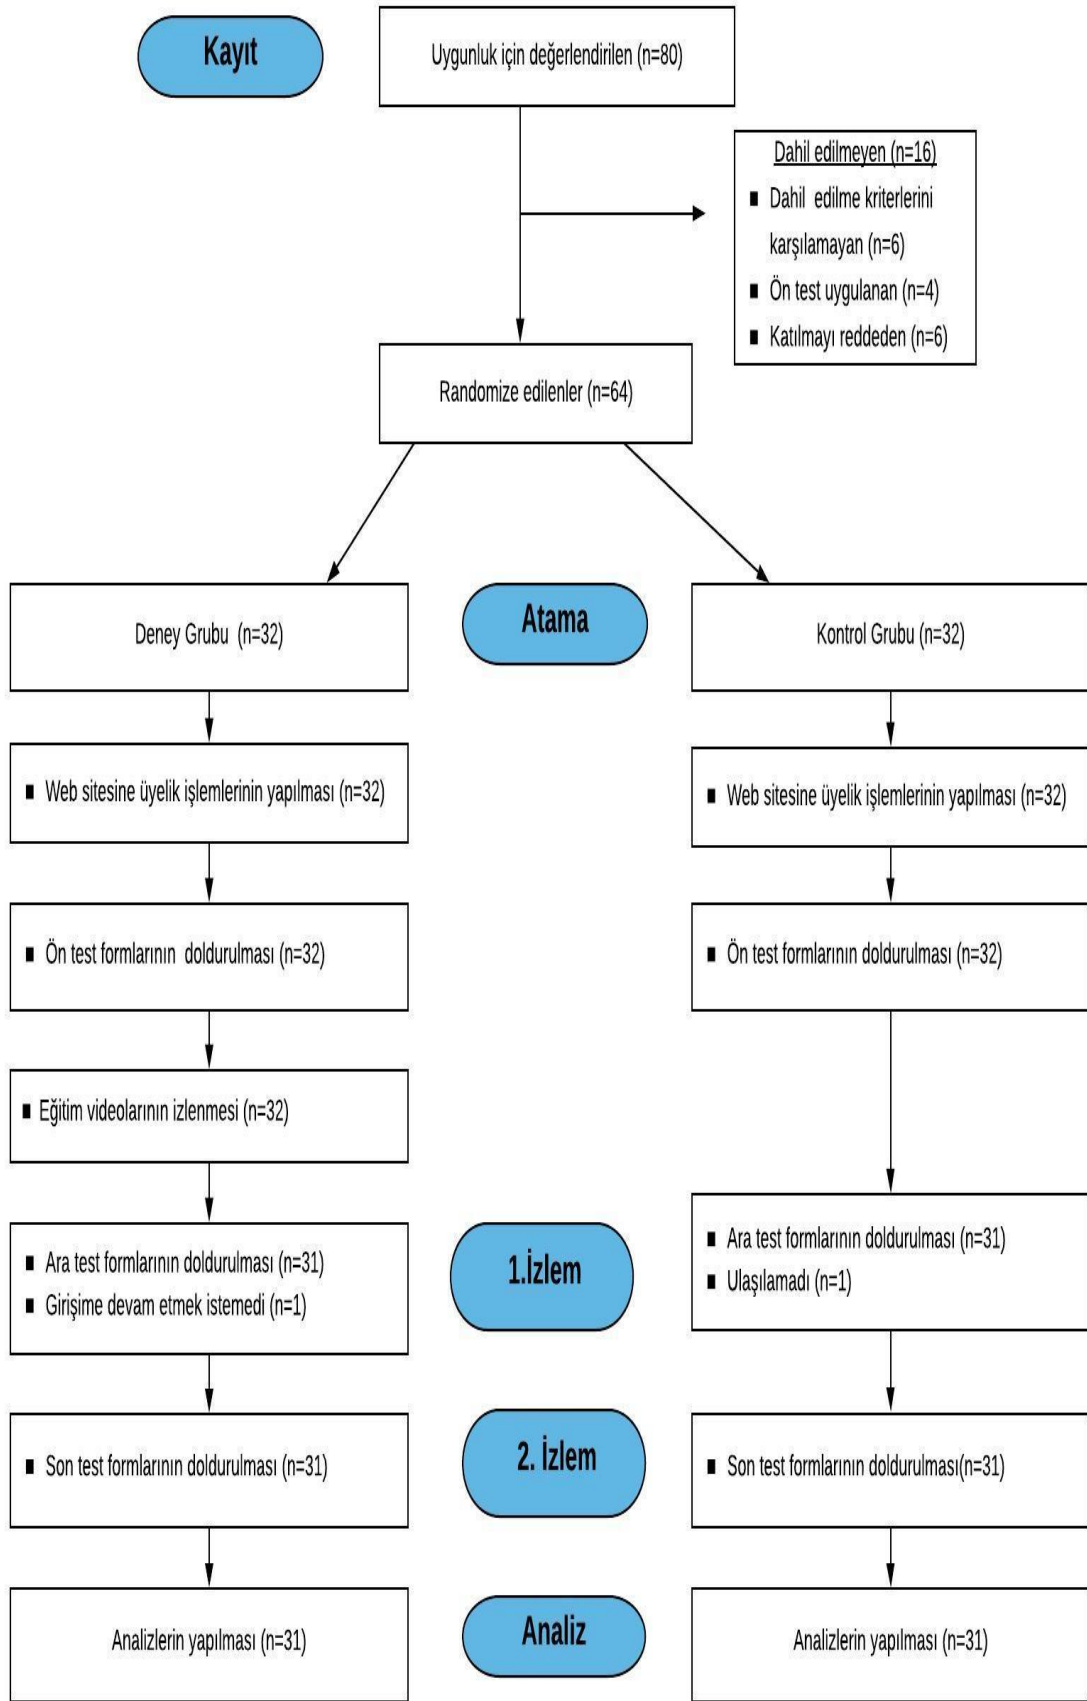 Kayıt
Uygunluk için değerlendirilen (n=80)
Dahil edilmeyen (n=16)
▪ Dahil edilme kriterlerini
karşılamayan (n=6)
▪ Ön test uygulanan (n=4)
▪ Katılmayı reddeden (n=6)
Randomize edilenler (n=64)
Atama
Deney Grubu (n=32)
▪ Web sitesine üyelik işlemlerinin yapılması (n=32)
▪ Ön test formlarının doldurulması (n=32)
▪ Eğitim videolarının izlenmesi (n=32)
Kontrol Grubu (n=32)
▪ Web sitesine üyelik işlemlerinin yapılması (n=32)
▪ Ön test formlarının doldurulması (n=32)
1.İzlem
▪ Ara test formlarının doldurulması (n=31)
▪ Girişime devam etmek istemedi (n=1)
▪ Ara test formlarının doldurulması (n=31)
▪ Ulaşılamadı (n=1)
2. İzlem
▪ Son test formlarının doldurulması (n=31)
▪ Son test formlarının doldurulması(n=31)
Analiz
Analizlerin yapılması (n=31)
Analizlerin yapılması (n=31)